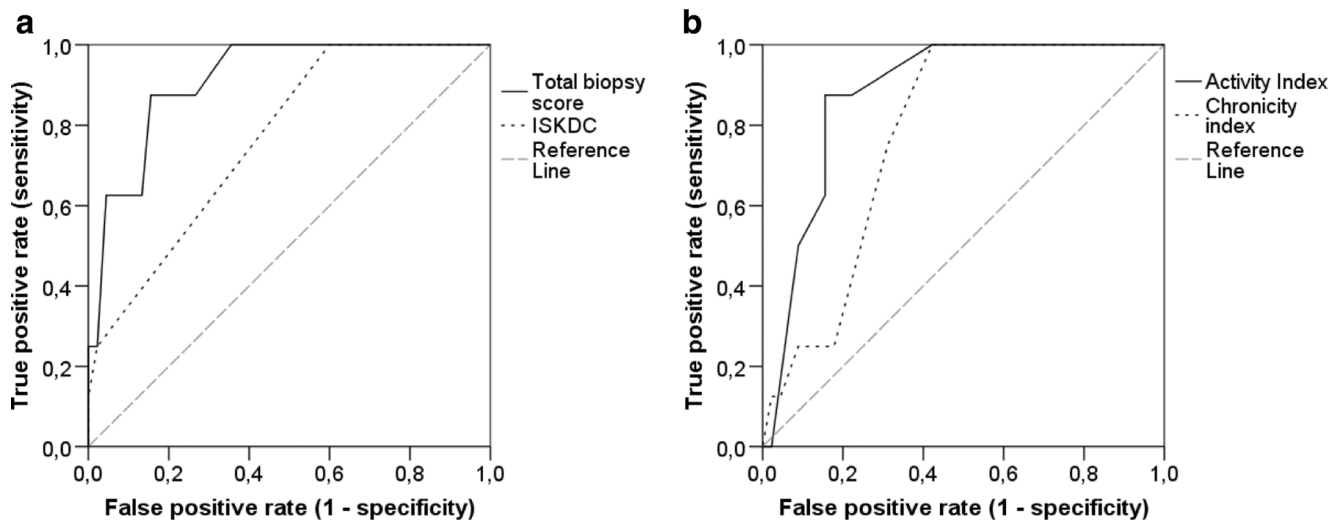 a
True positive rate (sensitivity)
1,0
0,8
0,6
0,4
0,2
0,0
0,0 0,2 0,4 0,6 0,8 1,0
False positive rate (1 - specificity)
Total biopsy
score
ISKDC
Reference
Line
b
True positive rate (sensitivity)
1,0
0,8
0,6
0,4
0,2
0,0
0,0 0,2 0,4 0,6 0,8 1,0
False positive rate (1 - specificity)
Activity Index
Chronicity
index
Reference
Line